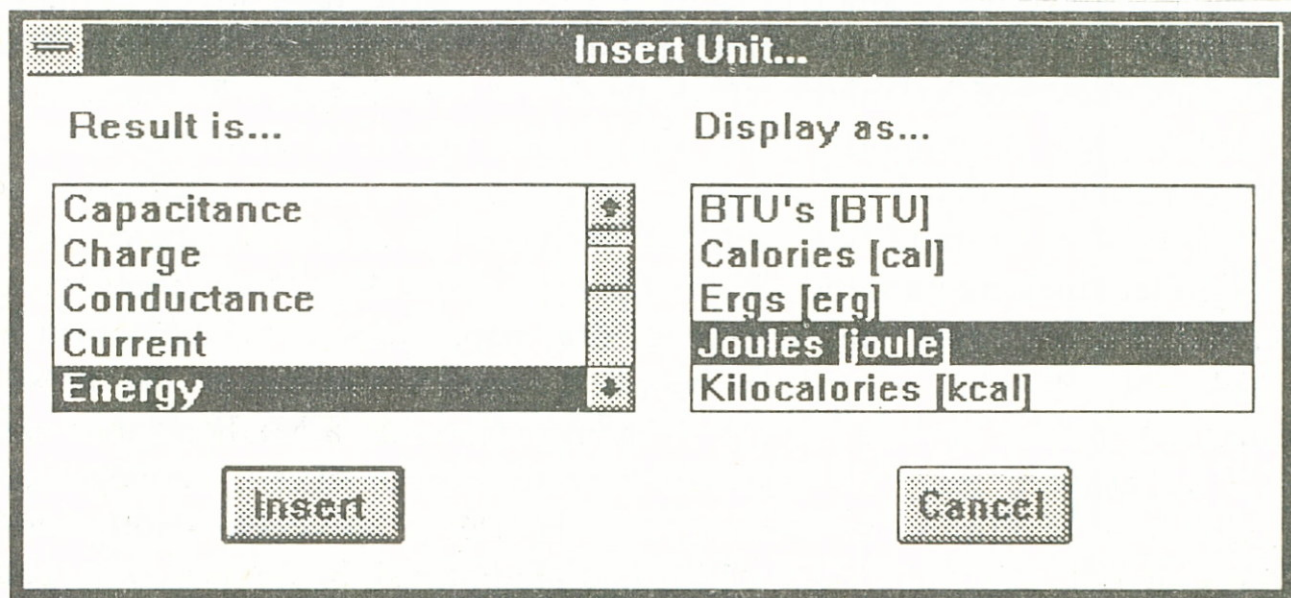 Insert Unit...
Result is...
Capacitance
Charge
Conductance
Current
Energy
Display as...
BTU's [BTU]
Calories [cal]
Ergs [erg]
Joules [joule]
Kilocalories [kcal]
Insert
Cancel